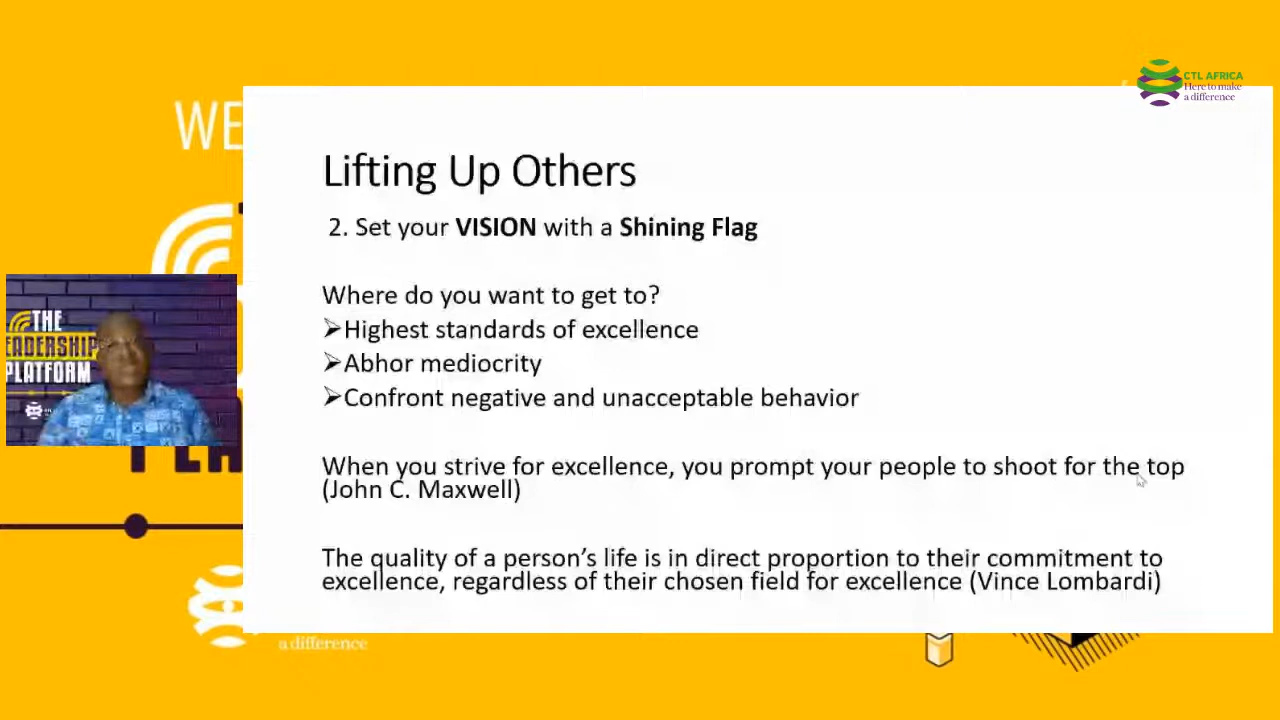 CTL AFRICA
Here to make
a difference
WE
Lifting Up Others
2. Set your VISION with a Shining Flag
Where do you want to get to?
➢Highest standards of excellence
➢Abhor mediocrity
➢Confront negative and unacceptable behavior
When you strive for excellence, you prompt your people to shoot for the top
(John C. Maxwell)
The quality of a person’s life is in direct proportion to their commitment to
excellence, regardless of their chosen field for excellence (Vince Lombardi)
THE
EADERSHIP
PLATFORM
a difference